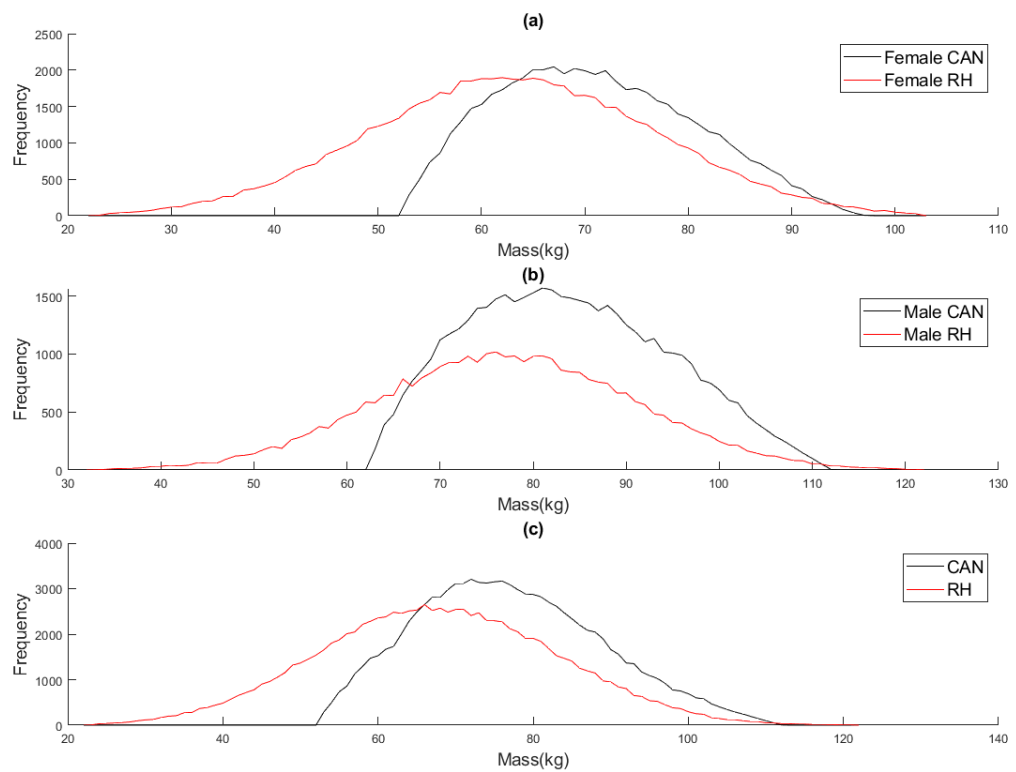 (a)
2500
2000
1500
1000
500
0
Frequency
Female CAN
Female RH
20 30 40 50 60 70 80 90 100 110
Mass(kg)
(b)
1500
1000
500
0
Frequency
Male CAN
Male RH
30 40 50 60 70 80 90 100 110 120 130
Mass(kg)
(c)
4000
3000
2000
1000
0
Frequency
CAN
RH
20 40 60 80 100 120 140
Mass(kg)